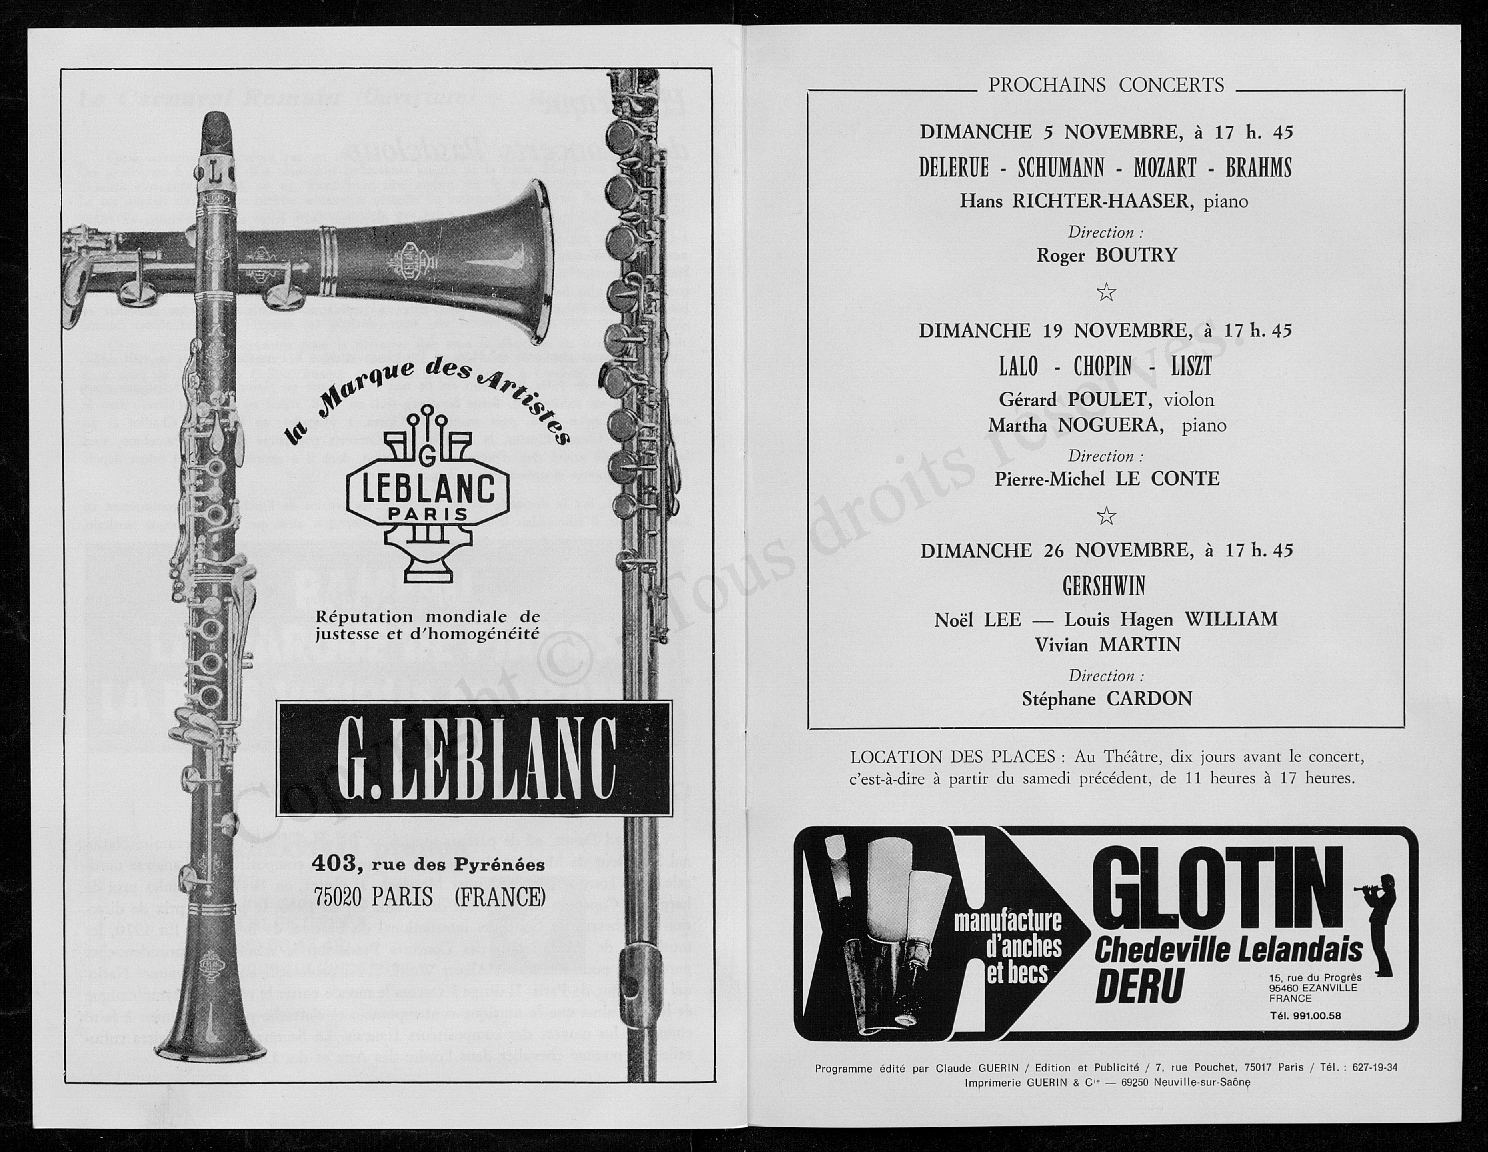 L
la Marque des Artistes
G
LEBLANC
PARIS
Réputation mondiale de
justesse et d'homogénéité
G. LEBLANC
403, rue des Pyrénées
75020 PARIS (FRANCE)
PROCHAINS CONCERTS
DIMANCHE 5 NOVEMBRE, à 17 h. 45
DELERUE - SCHUMANN - MOZART - BRAHMS
Hans RICHTER-HAASER, piano
Direction :
Roger BOUTRY
DIMANCHE 19 NOVEMBRE, à 17 h. 45
LALO - CHOPIN - LISZT
Gérard POULET, violon
Martha NOGUERA, piano
Direction :
Pierre-Michel LE CONTE
DIMANCHE 26 NOVEMBRE, à 17 h. 45
GERSHWIN
Noël LEE — Louis Hagen WILLIAM
Vivian MARTIN
Direction :
Stéphane CARDON
LOCATION DES PLACES : Au Théâtre, dix jours avant le concert,
c'est-à-dire à partir du samedi précédent, de 11 heures à 17 heures.
manufacture
d'anches
et becs
GLOTIN
Chedeville Lelandais
DERU
15, rue du Progrès
95460 EZANVILLE
FRANCE
Tél. 991.00.58
Programme édité par Claude GUERIN / Edition et Publicité / 7, rue Pouchet, 75017 Paris / Tél. : 627-19-34
Imprimerie GUERIN & Cie — 69250 Neuville-sur-Saône
Copyright © - Tous droits réservés.